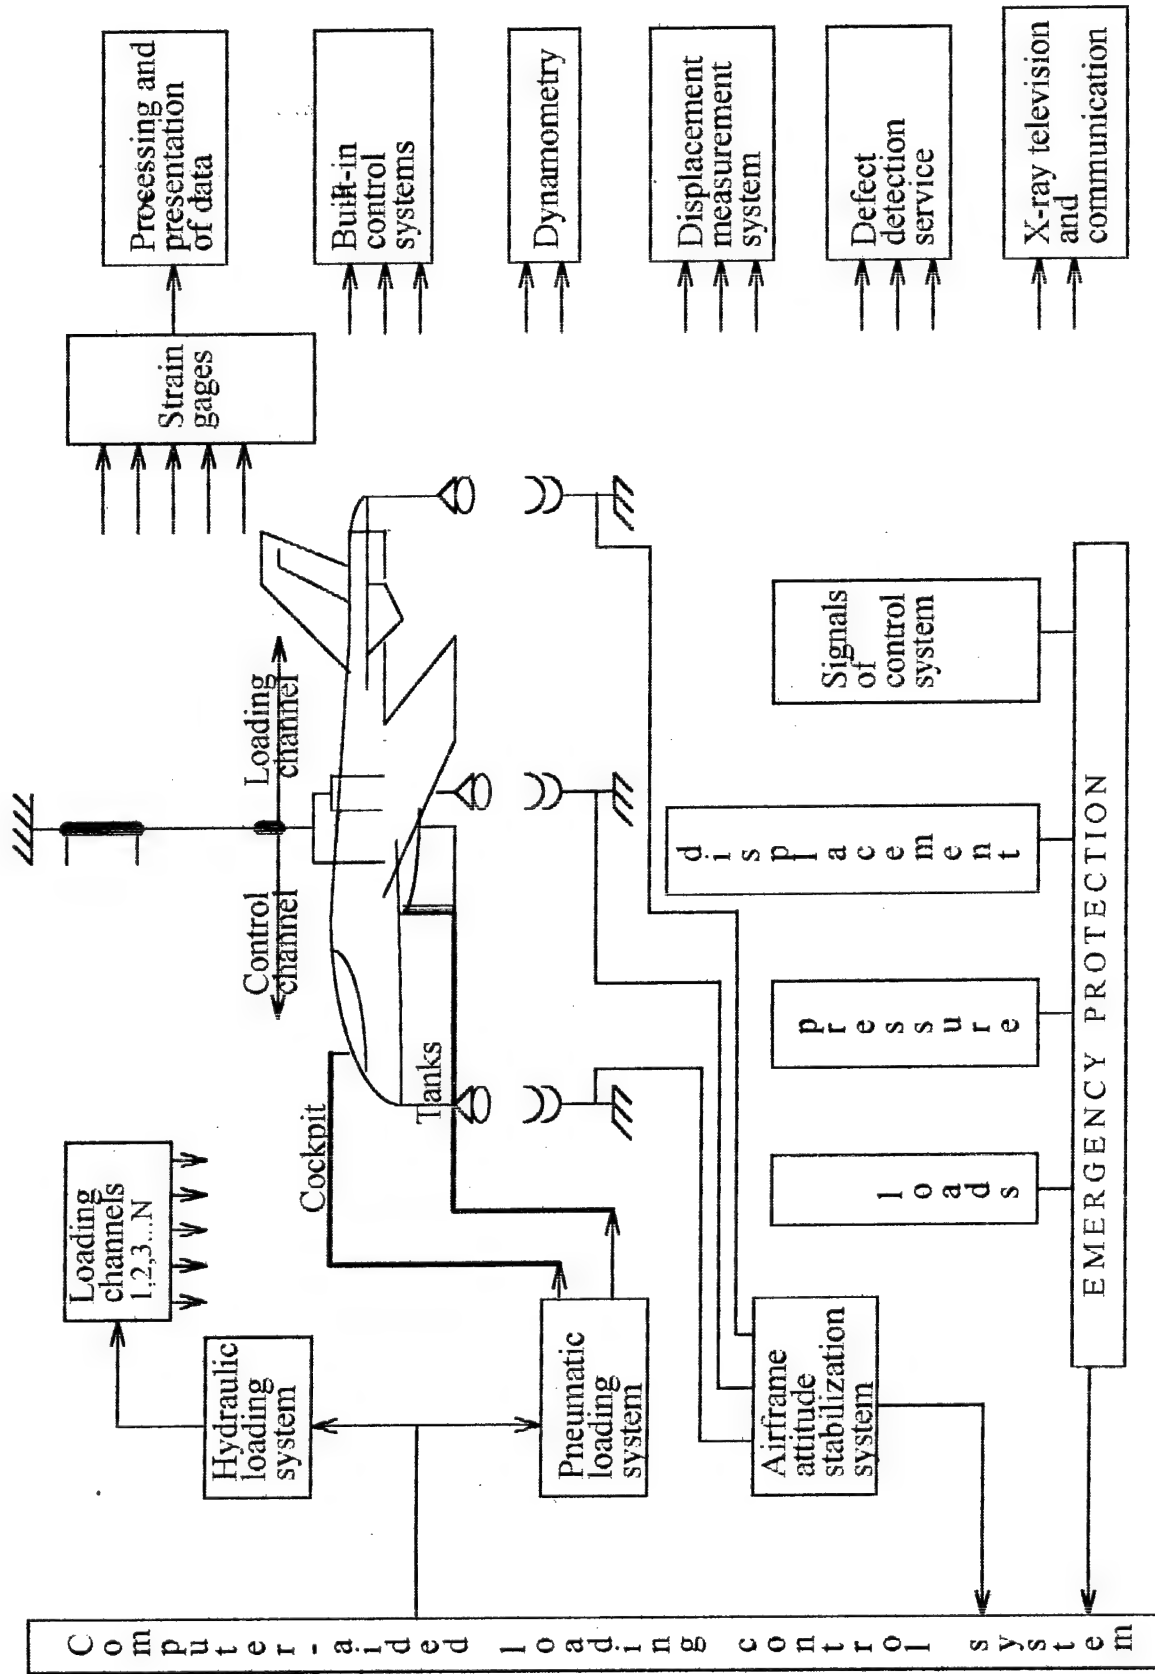 Computer-aided loading control system
Hydraulic
loading
system
Loading
channels
1,2,3...N
Pneumatic
loading
system
Airframe
attitude
stabilization
system
Cockpit
Tanks
Control
channel
Loading
channel
Strain
gages
Processing and
presentation
of data
Built-in
control
systems
Dynamometry
Displacement
measurement
system
Defect
detection
service
X-ray television
and
communication
loads
pressure
displacement
Signals
of
control
system
EMERGENCY PROTECTION